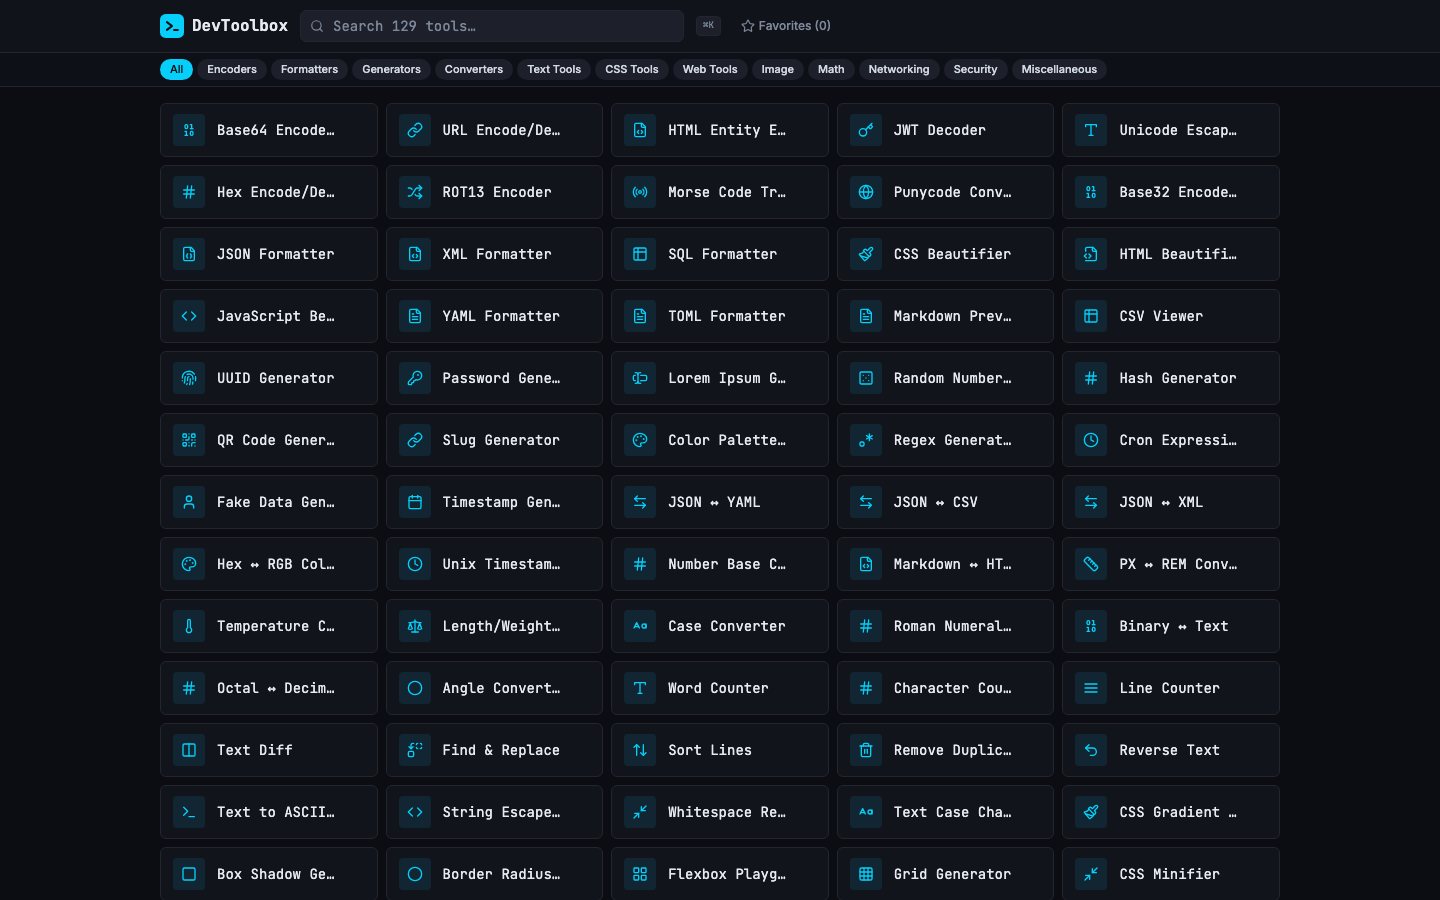 DevToolbox
Search 129 tools…
⌘K
Favorites (0)
All Encoders Formatters Generators Converters Text Tools CSS Tools Web Tools Image Math Networking Security Miscellaneous
Base64 Encode… URL Encode/De… HTML Entity E… JWT Decoder Unicode Escap…
Hex Encode/De… ROT13 Encoder Morse Code Tr… Punycode Conv… Base32 Encode…
JSON Formatter XML Formatter SQL Formatter CSS Beautifier HTML Beautifi…
JavaScript Be… YAML Formatter TOML Formatter Markdown Prev… CSV Viewer
UUID Generator Password Gene… Lorem Ipsum G… Random Number… Hash Generator
QR Code Gener… Slug Generator Color Palette… Regex Generat… Cron Expressi…
Fake Data Gen… Timestamp Gen… JSON ↔ YAML JSON ↔ CSV JSON ↔ XML
Hex ↔ RGB Col… Unix Timestam… Number Base C… Markdown ↔ HT… PX ↔ REM Conv…
Temperature C… Length/Weight… Case Converter Roman Numeral… Binary ↔ Text
Octal ↔ Decim… Angle Convert… Word Counter Character Cou… Line Counter
Text Diff Find & Replace Sort Lines Remove Duplic… Reverse Text
Text to ASCII… String Escape… Whitespace Re… Text Case Cha… CSS Gradient …
Box Shadow Ge… Border Radius… Flexbox Playg… Grid Generator CSS Minifier